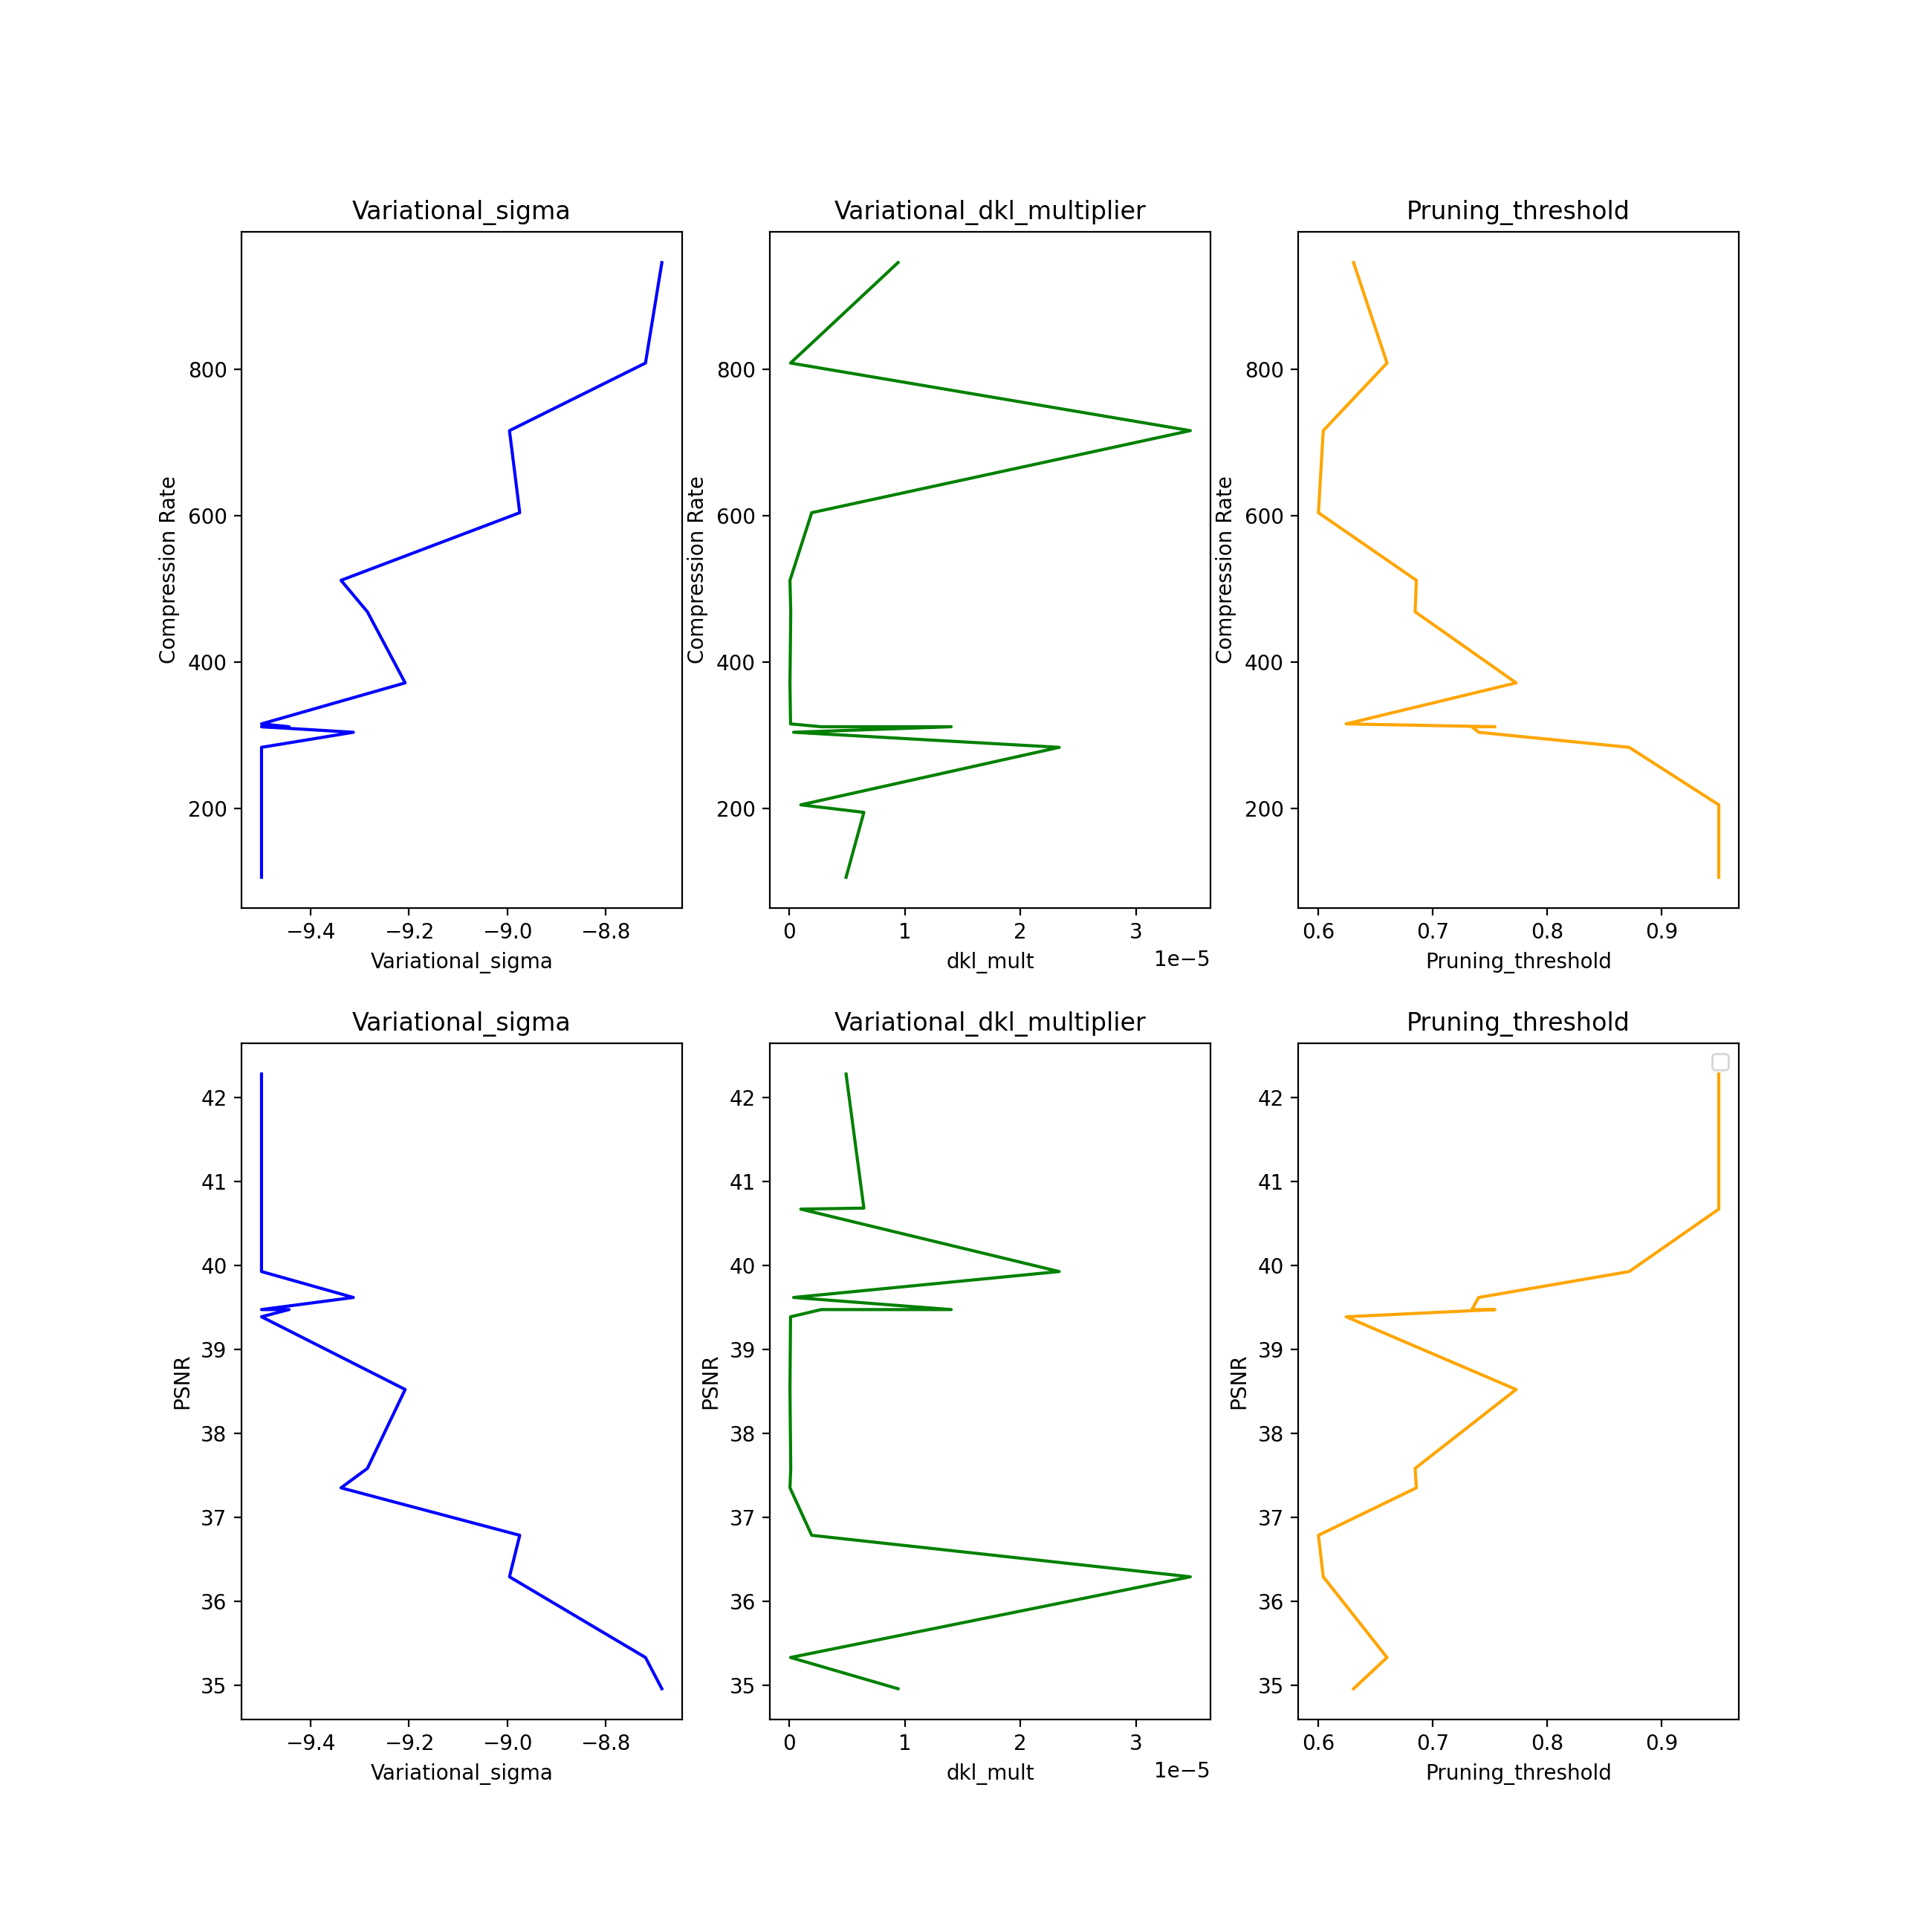 Variational_sigma
Variational_dkl_multiplier
Pruning_threshold
Compression Rate
800
600
400
200
−9.4 −9.2 −9.0 −8.8
Variational_sigma
Compression Rate
800
600
400
200
0 1 2 3
1e−5
dkl_mult
Compression Rate
800
600
400
200
0.6 0.7 0.8 0.9
Pruning_threshold
Variational_sigma
Variational_dkl_multiplier
Pruning_threshold
PSNR
42
41
40
39
38
37
36
35
−9.4 −9.2 −9.0 −8.8
Variational_sigma
PSNR
42
41
40
39
38
37
36
35
0 1 2 3
1e−5
dkl_mult
PSNR
42
41
40
39
38
37
36
35
0.6 0.7 0.8 0.9
Pruning_threshold